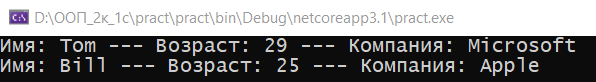 D:\ООП_2к_1с\pract\pract\bin\Debug\netcoreapp3.1\pract.exe
Имя: Tom --- Возраст: 29 --- Компания: Microsoft
Имя: Bill --- Возраст: 25 --- Компания: Apple